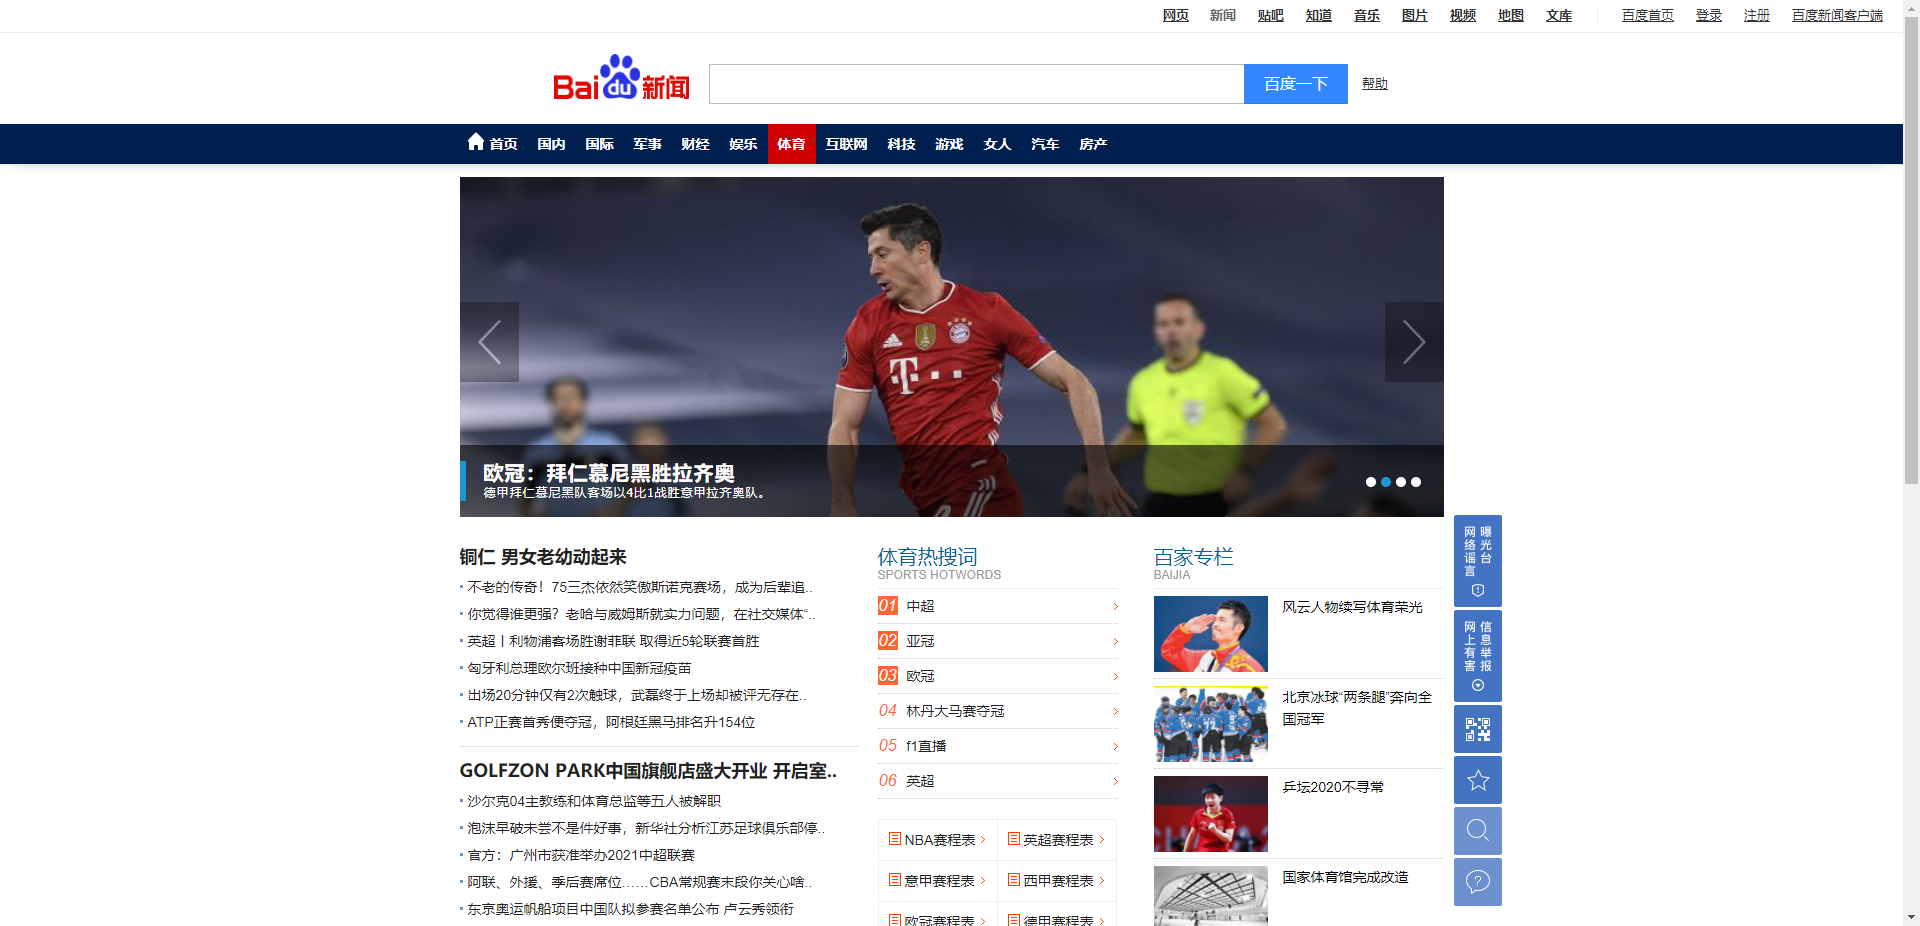 网页 新闻 贴吧 知道 音乐 图片 视频 地图 文库 百度首页 登录 注册 百度新闻客户端
Bai du 新闻 百度一下 帮助
首页 国内 国际 军事 财经 娱乐 体育 互联网 科技 游戏 女人 汽车 房产
T
欧冠：拜仁慕尼黑胜拉齐奥
德甲拜仁慕尼黑队客场以4比1战胜意甲拉齐奥队。
铜仁 男女老幼动起来
不老的传奇！75三杰依然笑傲斯诺克赛场，成为后辈追..
你觉得谁更强？老哈与威姆斯就实力问题，在社交媒体“..
英超丨利物浦客场胜谢菲联 取得近5轮联赛首胜
匈牙利总理欧尔班接种中国新冠疫苗
出场20分钟仅有2次触球，武磊终于上场却被评无存在..
ATP正赛首秀便夺冠，阿根廷黑马排名升154位
GOLFZON PARK中国旗舰店盛大开业 开启室..
沙尔克04主教练和体育总监等五人被解职
泡沫早破未尝不是件好事，新华社分析江苏足球俱乐部停..
官方：广州市获准举办2021中超联赛
阿联、外援、季后赛席位……CBA常规赛末段你关心啥..
东京奥运帆船项目中国队拟参赛名单公布 卢云秀领衔
体育热搜词
SPORTS HOTWORDS
01 中超
02 亚冠
03 欧冠
04 林丹大马赛夺冠
05 f1直播
06 英超
NBA赛程表 英超赛程表
意甲赛程表 西甲赛程表
欧冠赛程表 德甲赛程表
百家专栏
BAIJIA
风云人物续写体育荣光
北京冰球“两条腿”奔向全
国冠军
乒坛2020不寻常
国家体育馆完成改造
网络谣言
曝光台
网上有害
信息举报